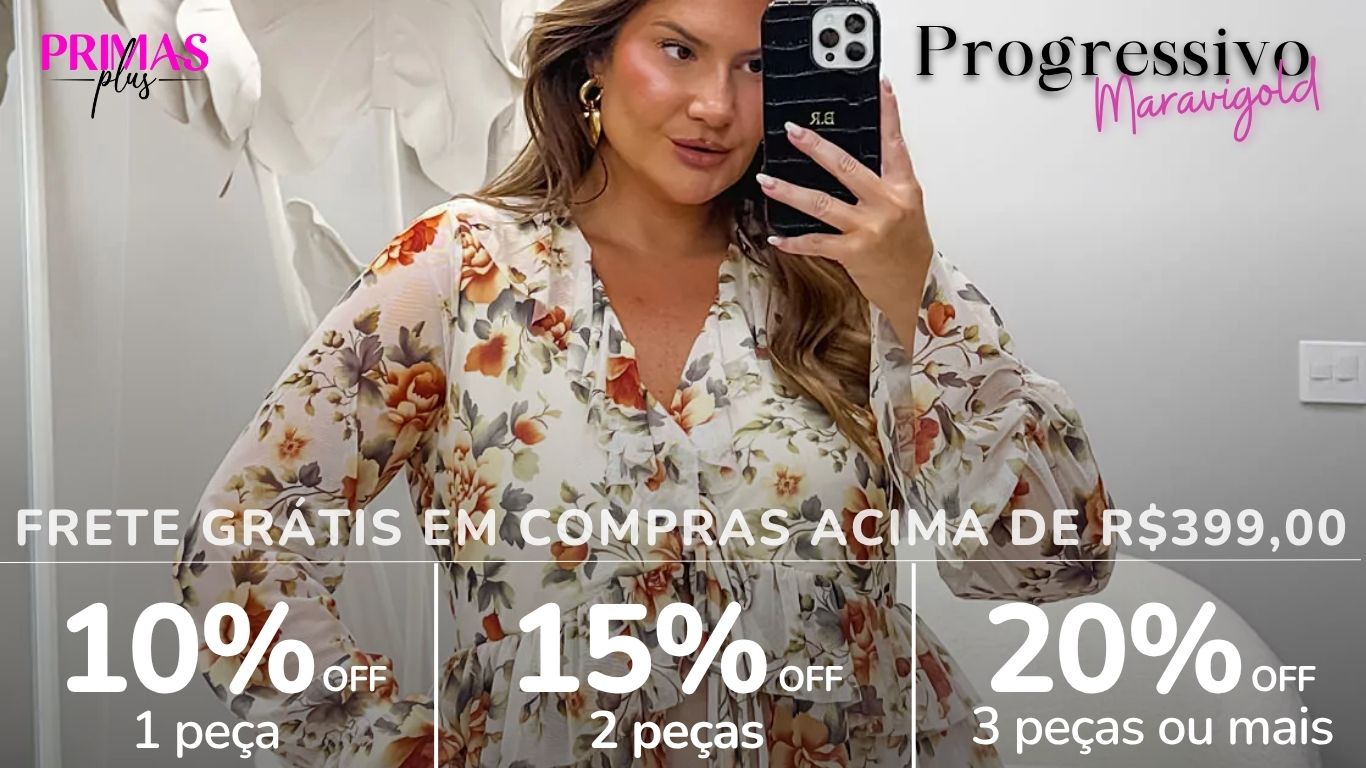 PRIMAS
plus
Progressivo
Maravigold
B.R
FRETE GRÁTIS EM COMPRAS ACIMA DE R$399,00
10% OFF
1 peça
15% OFF
2 peças
20% OFF
3 peças ou mais